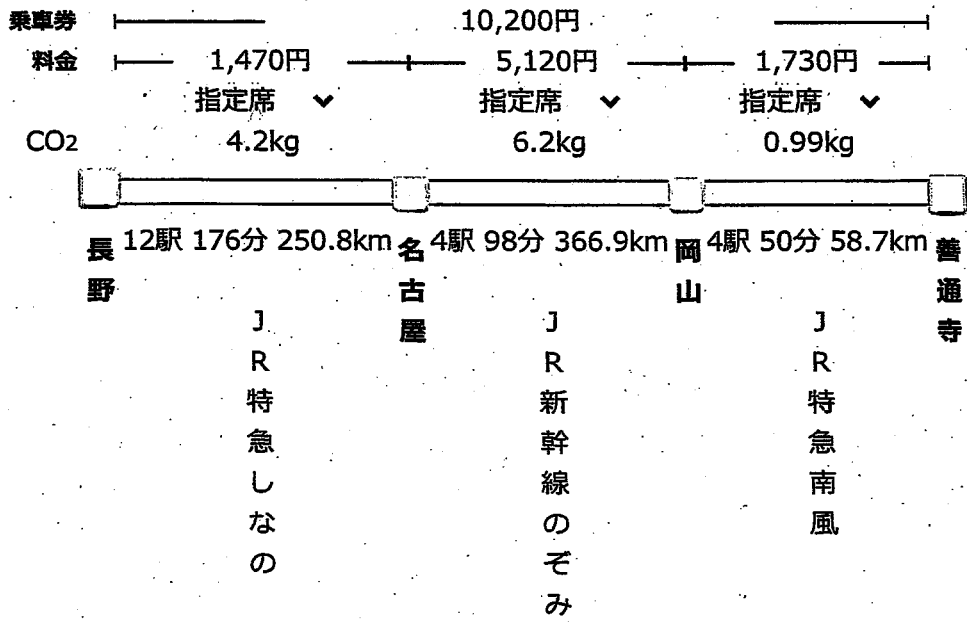 乗車券 10,200円
料金 1,470円 5,120円 1,730円
指定席 指定席 指定席
CO2 4.2kg 6.2kg 0.99kg
12駅 176分 250.8km 4駅 98分 366.9km 4駅 50分 58.7km
長野
名古屋
岡山
善通寺
JR特急しなの
JR新幹線のぞみ
JR特急南風